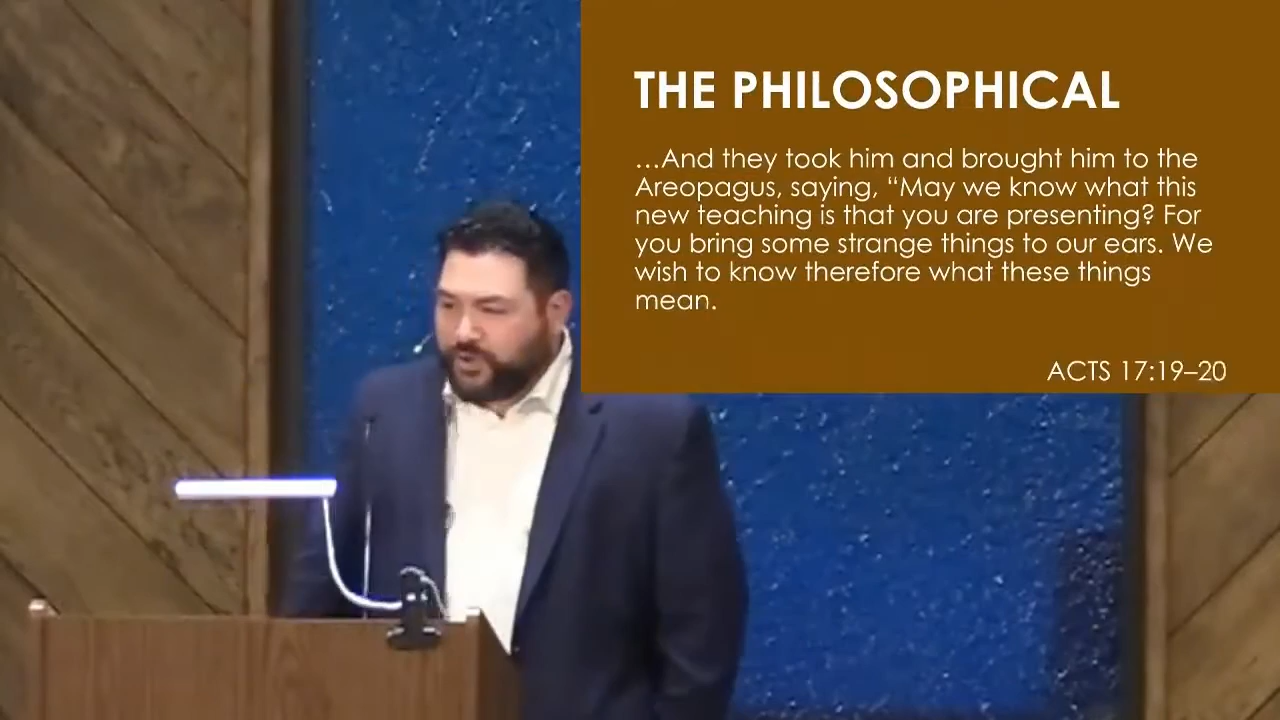 THE PHILOSOPHICAL
…And they took him and brought him to the
Areopagus, saying, “May we know what this
new teaching is that you are presenting? For
you bring some strange things to our ears. We
wish to know therefore what these things
mean.
ACTS 17:19–20